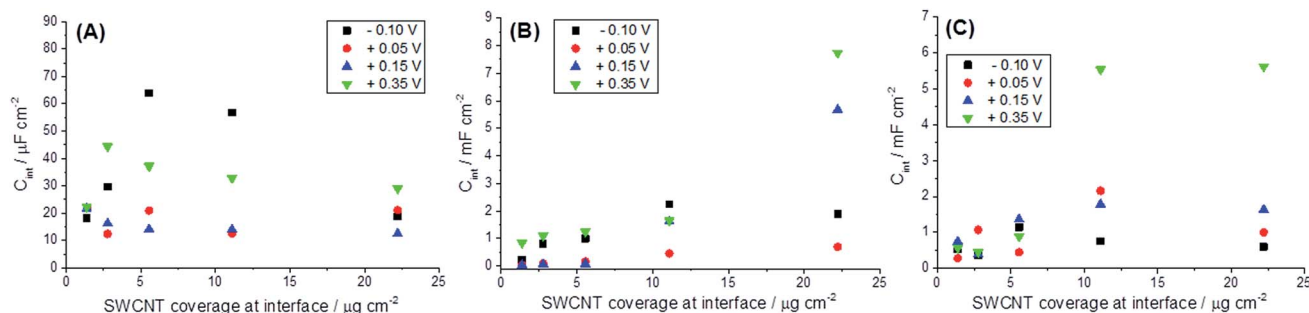 (A)
- 0.10 V
+ 0.05 V
+ 0.15 V
+ 0.35 V
C_int / μF cm⁻²
90
80
70
60
50
40
30
20
10
0
0 5 10 15 20 25
SWCNT coverage at interface / μg cm⁻²
(B)
- 0.10 V
+ 0.05 V
+ 0.15 V
+ 0.35 V
C_int / mF cm⁻²
9
8
7
6
5
4
3
2
1
0
0 5 10 15 20 25
SWCNT coverage at interface / μg cm⁻²
(C)
- 0.10 V
+ 0.05 V
+ 0.15 V
+ 0.35 V
C_int / mF cm⁻²
7
6
5
4
3
2
1
0
0 5 10 15 20 25
SWCNT coverage at interface / μg cm⁻²